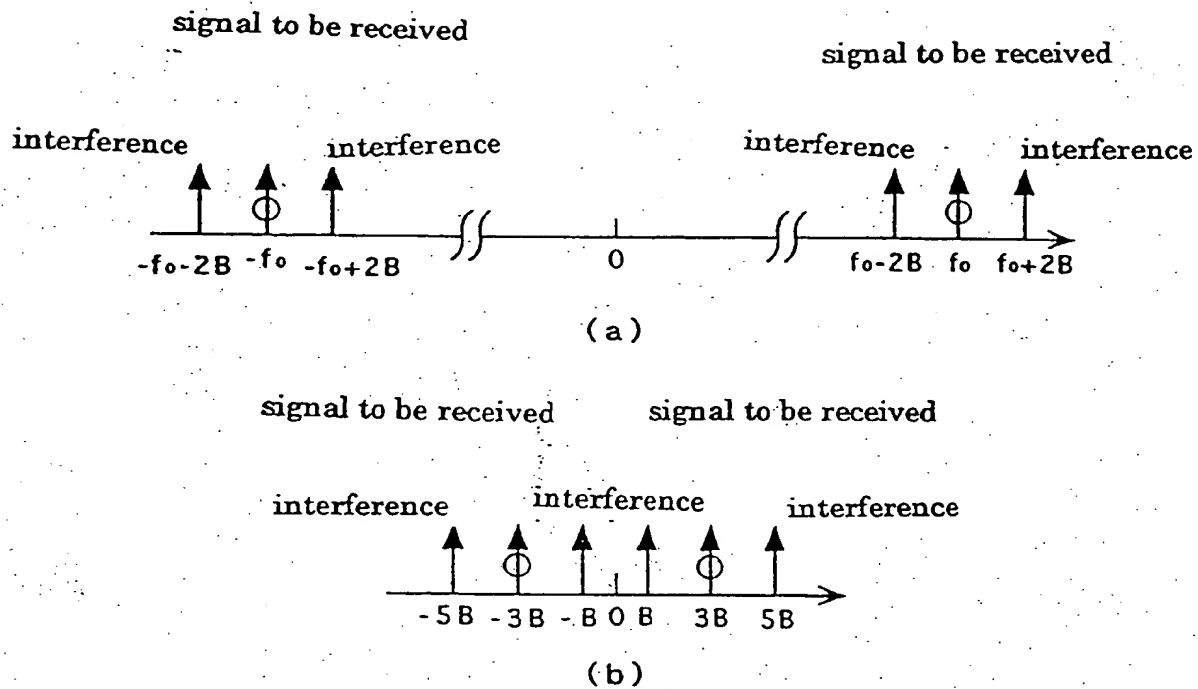 signal to be received
signal to be received
interference
interference
interference
interference
-fo-2B -fo -fo+2B 0 fo-2B fo fo+2B
(a)
signal to be received signal to be received
interference interference interference
-5B -3B -B 0 B 3B 5B
(b)